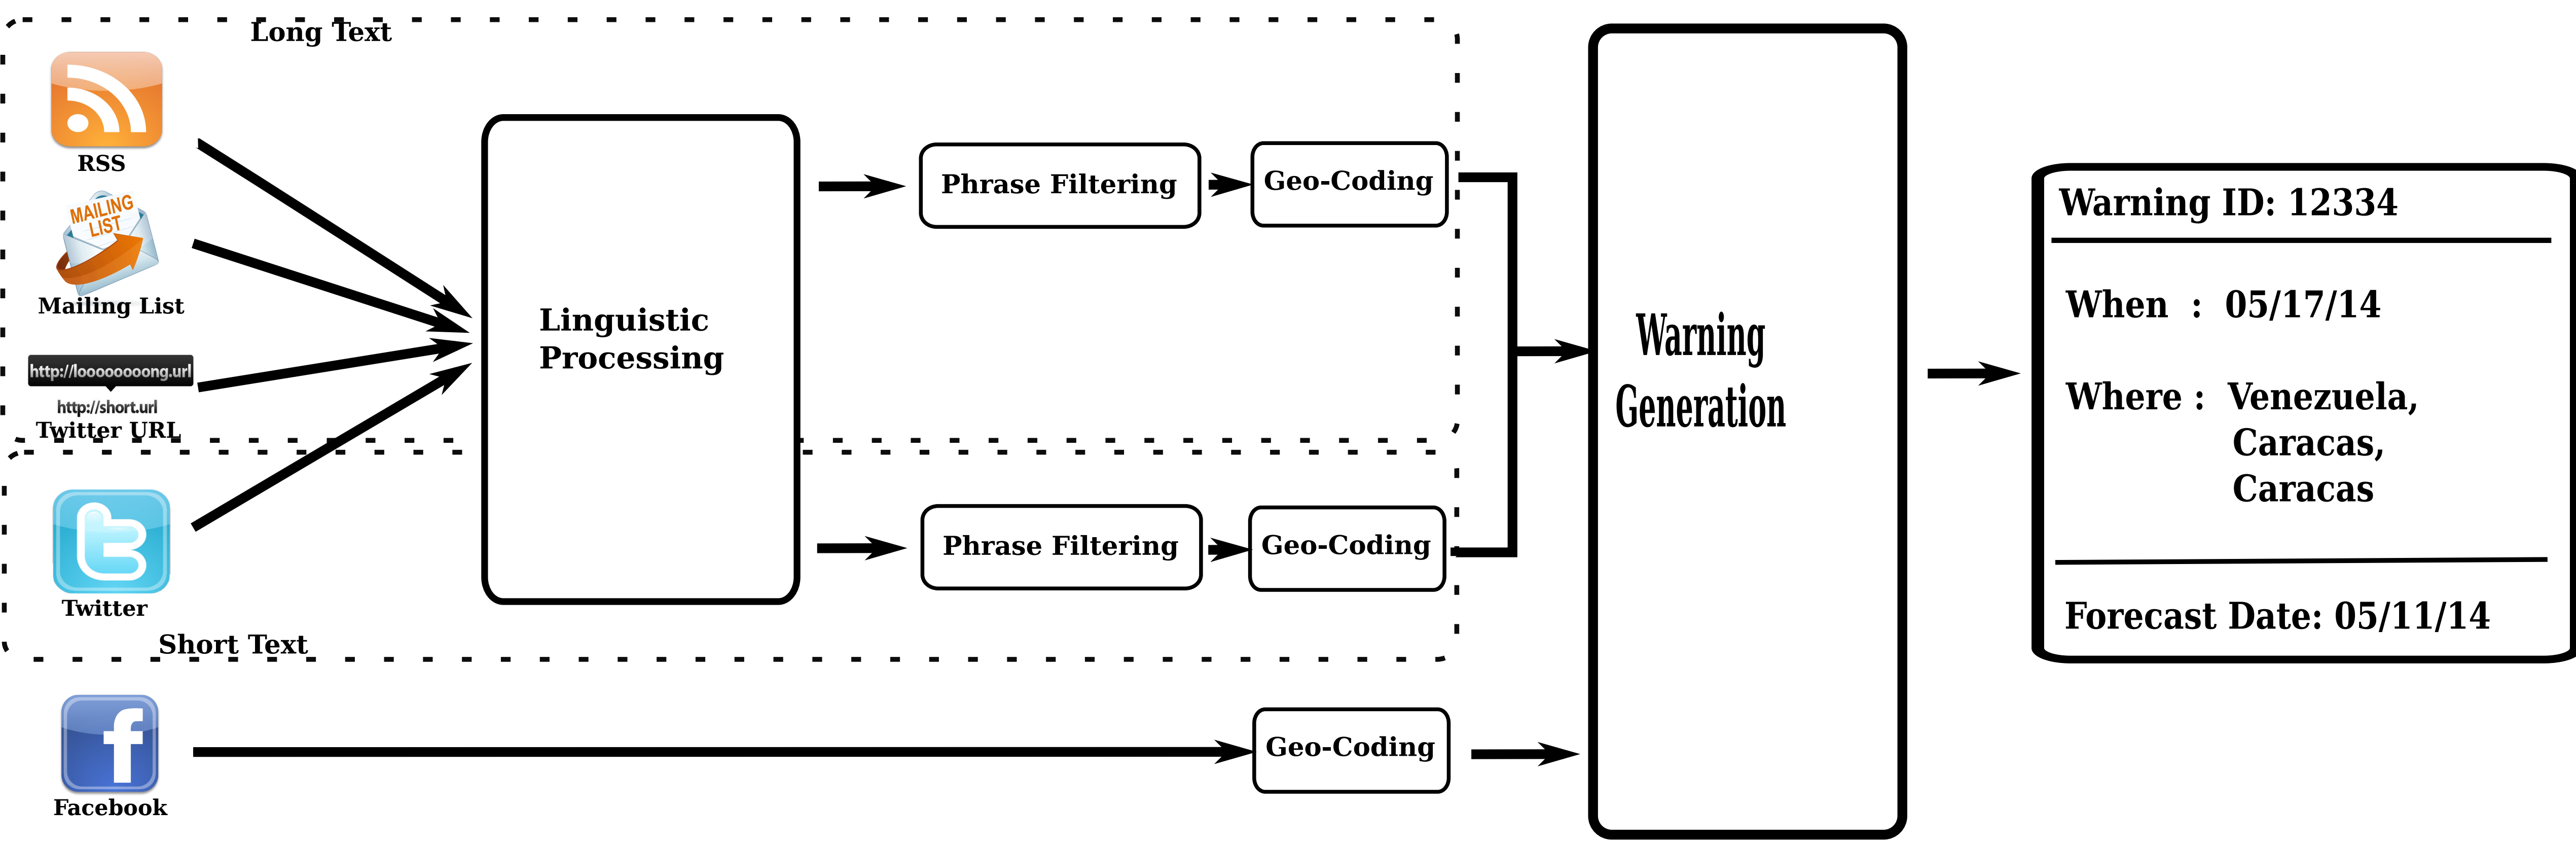 Long Text
RSS
MAILING
LIST
Mailing List
http://loooooooong.url
http://short.url
Twitter URL
Twitter
Short Text
Facebook
Linguistic
Processing
Phrase Filtering
Geo-Coding
Phrase Filtering
Geo-Coding
Geo-Coding
Warning
Generation
Warning ID: 12334
When : 05/17/14
Where : Venezuela,
Caracas,
Caracas
Forecast Date: 05/11/14